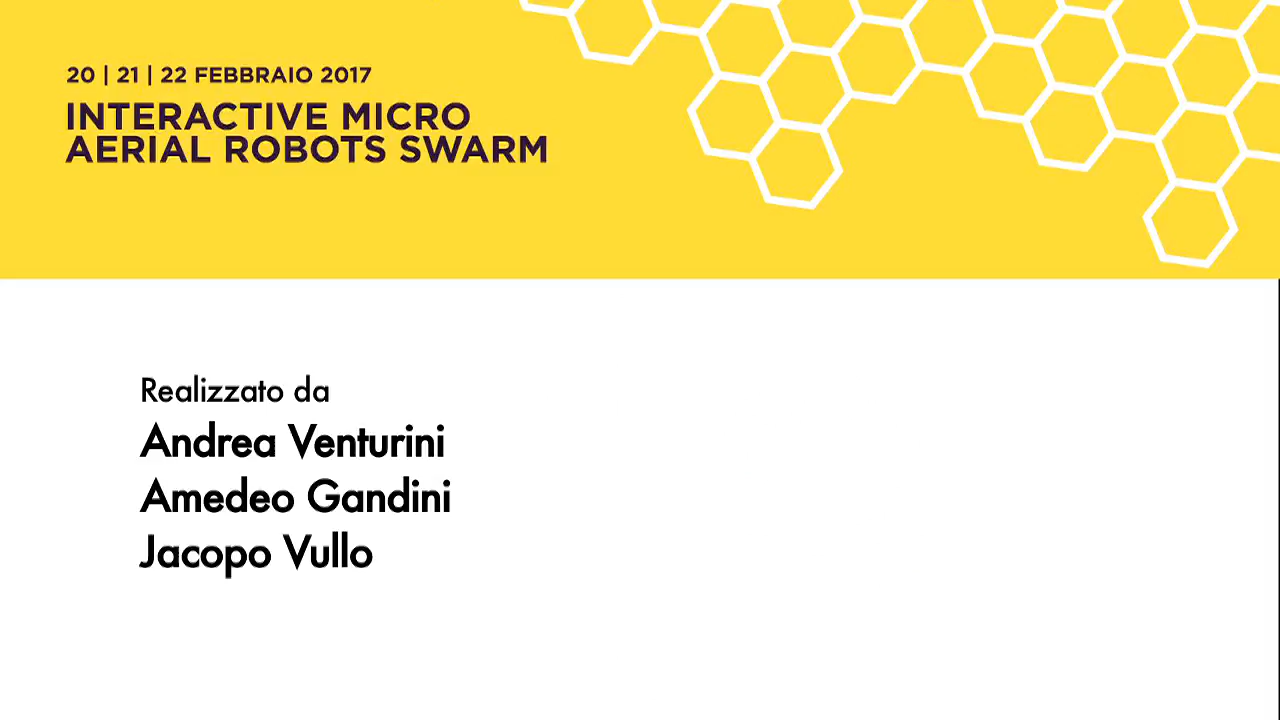 20 | 21 | 22 FEBBRAIO 2017
INTERACTIVE MICRO
AERIAL ROBOTS SWARM
Realizzato da
Andrea Venturini
Amedeo Gandini
Jacopo Vullo